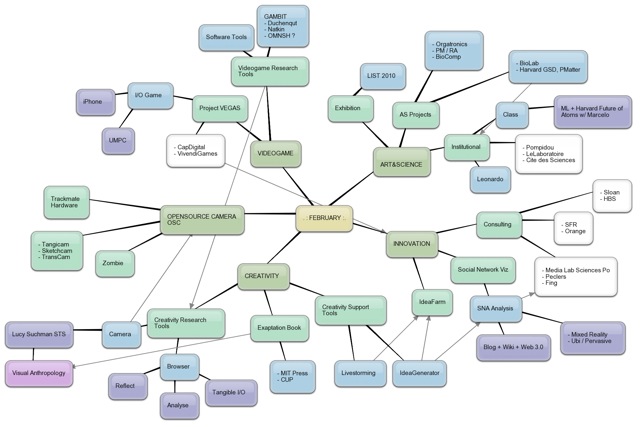 GAMBIT
- Duchenqut
- Natkin
- OMNSH ?
Software Tools
Videogame Research
Tools
iPhone
I/O Game
UMPC
Project VEGAS
- CapDigital
- VivendiGames
VIDEOGAME
LIST 2010
Exhibition
- Orgatronics
- PM / RA
- BioComp
AS Projects
- BioLab
- Harvard GSD, PMatter
Class
ML + Harvard Future of
Atoms w/ Marcelo
Institutional
ART&SCIENCE
- Pompidou
- LeLaboratoire
- Cite des Sciences
Leonardo
Trackmate
Hardware
OPENSOURCE CAMERA
OSC
- Tangicam
- Sketchcam
- TransCam
Zombie
.: FEBRUARY :.
INNOVATION
Consulting
- Sloan
- HBS
- SFR
- Orange
- Media Lab Sciences Po
- Peclers
- Fing
Social Network Viz
IdeaFarm
SNA Analysis
Blog + Wiki + Web 3.0
- Mixed Reality
- Ubi / Pervasive
CREATIVITY
Creativity Research
Tools
Exaptation Book
Creativity Support
Tools
Lucy Suchman STS
Camera
Visual Anthropology
Browser
Reflect
Analyse
Tangible I/O
- MIT Press
- CUP
Livestorming
IdeaGenerator